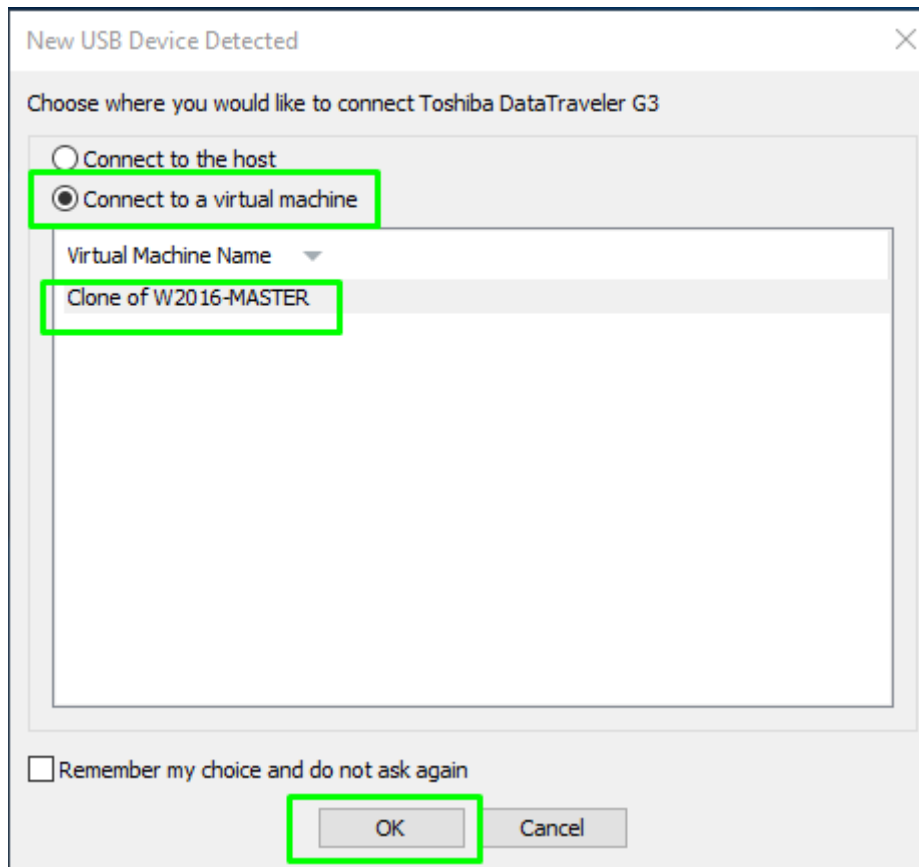 New USB Device Detected
Choose where you would like to connect Toshiba DataTraveler G3
Connect to the host
Connect to a virtual machine
Virtual Machine Name
Clone of W2016-MASTER
Remember my choice and do not ask again
OK
Cancel